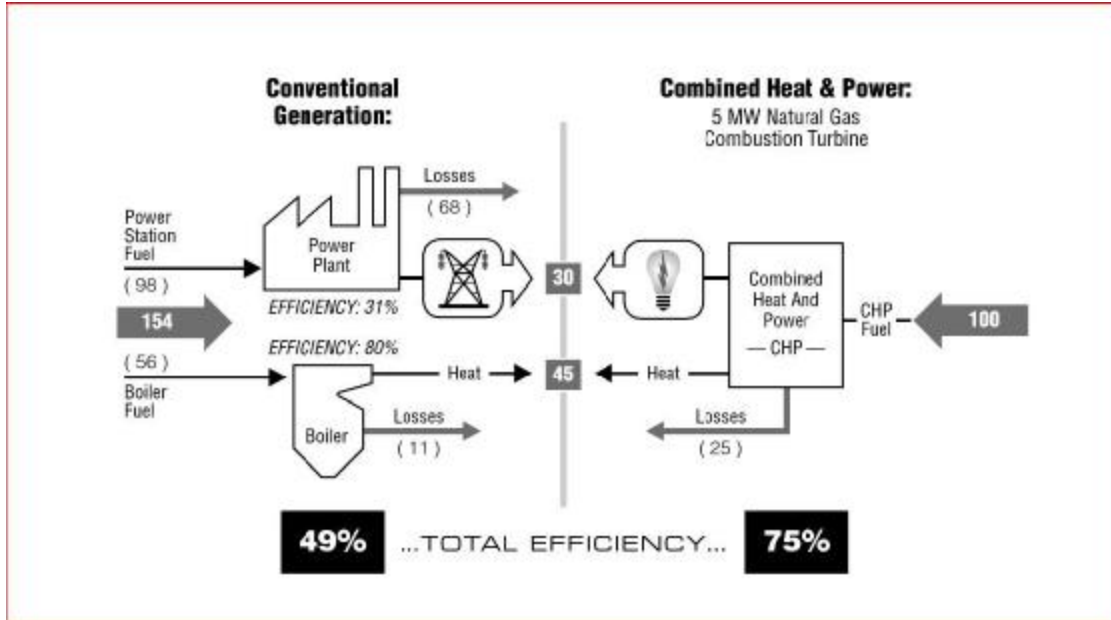 Conventional
Generation:
Combined Heat & Power:
5 MW Natural Gas
Combustion Turbine
Losses
( 68 )
Power
Station
Fuel
( 98 )
Power
Plant
EFFICIENCY: 31%
30
Combined
Heat And
Power
— CHP —
CHP
Fuel
100
154
EFFICIENCY: 80%
( 56 )
Boiler
Fuel
Heat
45
Heat
Boiler
Losses
( 11 )
Losses
( 25 )
49% ...TOTAL EFFICIENCY... 75%